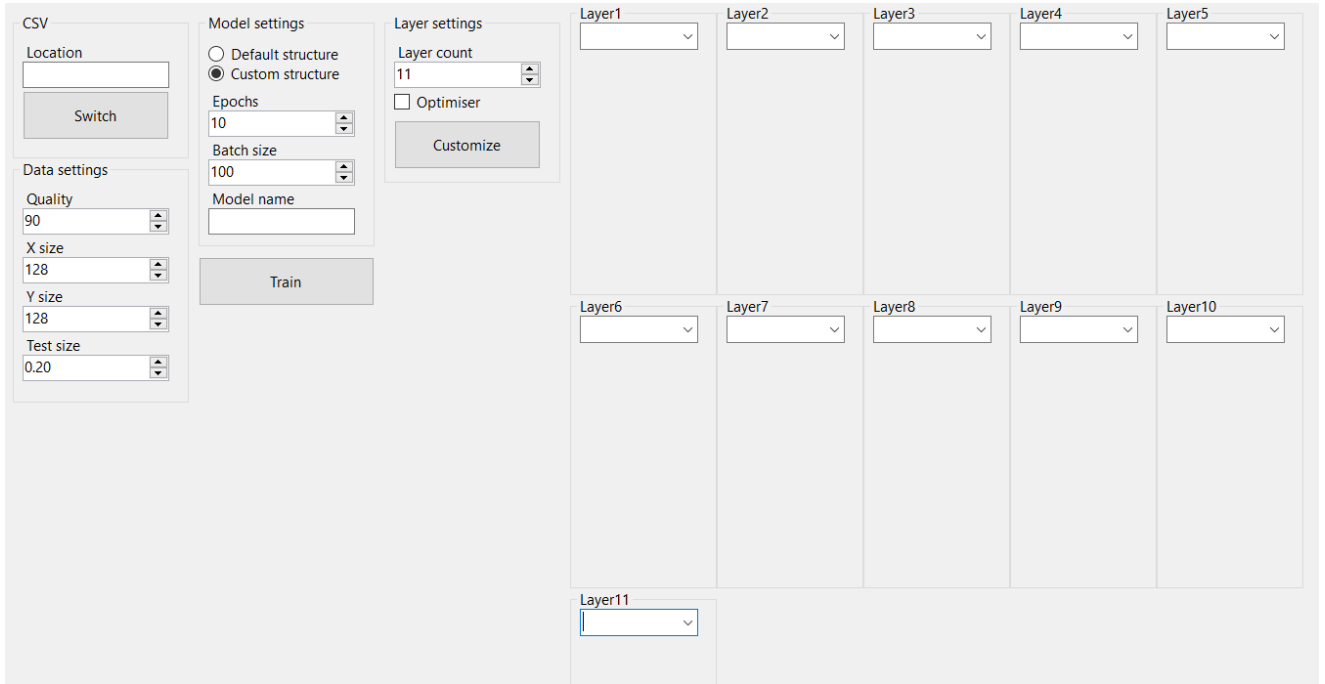 CSV
Location
Switch
Data settings
Quality
90
X size
128
Y size
128
Test size
0.20
Model settings
Default structure
Custom structure
Epochs
10
Batch size
100
Model name
Train
Layer settings
Layer count
11
Optimiser
Customize
Layer1
Layer2
Layer3
Layer4
Layer5
Layer6
Layer7
Layer8
Layer9
Layer10
Layer11